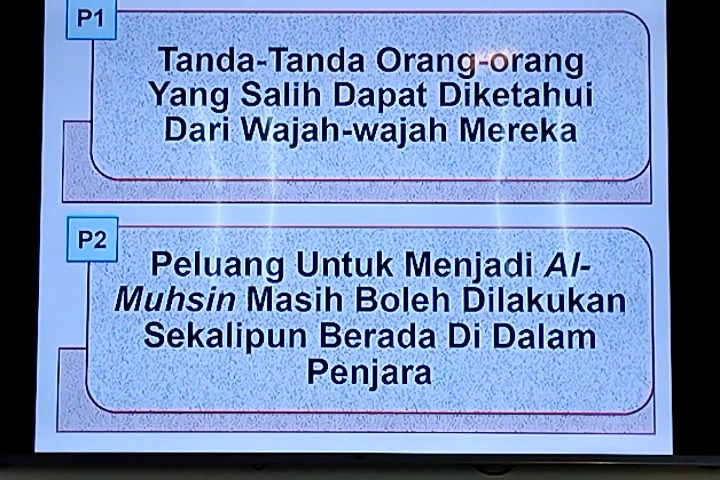 P1
Tanda-Tanda Orang-orang
Yang Salih Dapat Diketahui
Dari Wajah-wajah Mereka
P2
Peluang Untuk Menjadi Al-
Muhsin Masih Boleh Dilakukan
Sekalipun Berada Di Dalam
Penjara